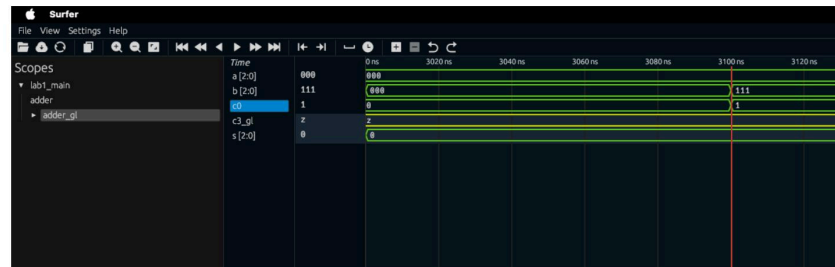 Surfer
File View Settings Help
Scopes
lab1_main
adder
adder_gl
Time
a [2:0] 000
b [2:0] 111
c0 1
c3_gl z
s [2:0] 0
0 ns 3020 ns 3040 ns 3060 ns 3080 ns 3100 ns 3120 ns
000
000 111
0 1
z
0